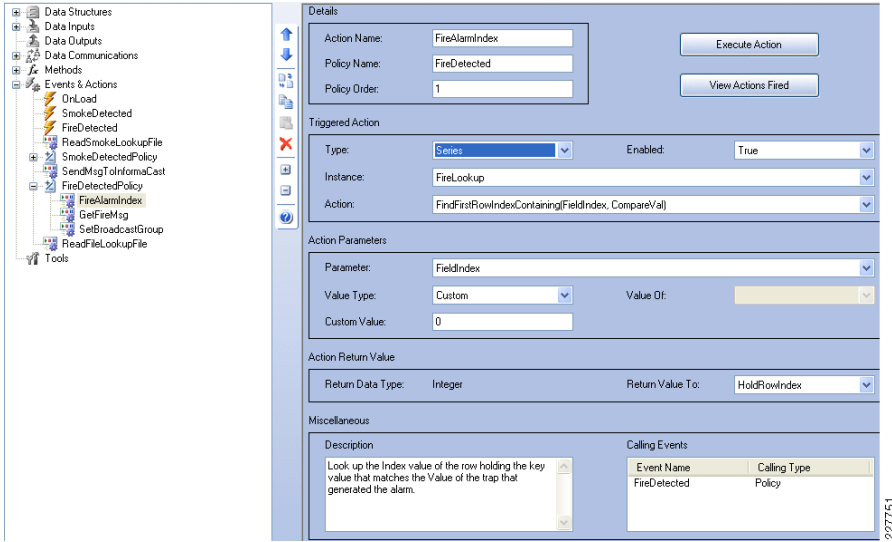 Data Structures
Data Inputs
Data Outputs
Data Communications
fx Methods
Events & Actions
OnLoad
SmokeDetected
FireDetected
ReadSmokeLookupFile
SmokeDetectedPolicy
SendMsgToInformaCast
FireDetectedPolicy
FireAlarmIndex
GetFireMsg
SetBroadcastGroup
ReadFileLookupFile
Tools
Details
Action Name: FireAlarmIndex
Execute Action
Policy Name: FireDetected
Policy Order: 1
View Actions Fired
Triggered Action
Type: Series Enabled: True
Instance: FireLookup
Action: FindFirstRowIndexContaining(FieldIndex, CompareVal)
Action Parameters
Parameter: FieldIndex
Value Type: Custom Value Of:
Custom Value: 0
Action Return Value
Return Data Type: Integer Return Value To: HoldRowIndex
Miscellaneous
Description
Look up the Index value of the row holding the key
value that matches the Value of the trap that
generated the alarm.
Calling Events
Event Name Calling Type
FireDetected Policy
227751